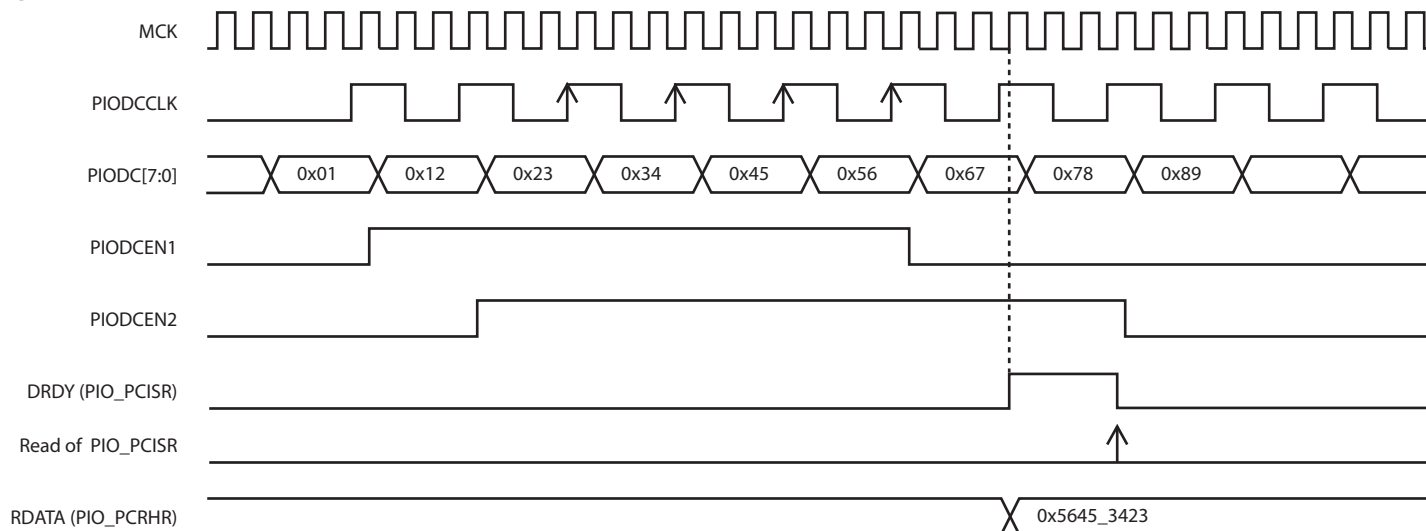 MCK
PIODCCLK
PIODC[7:0] 0x01 0x12 0x23 0x34 0x45 0x56 0x67 0x78 0x89
PIODCEN1
PIODCEN2
DRDY (PIO_PCISR)
Read of PIO_PCISR
RDATA (PIO_PCRHR) 0x5645_3423